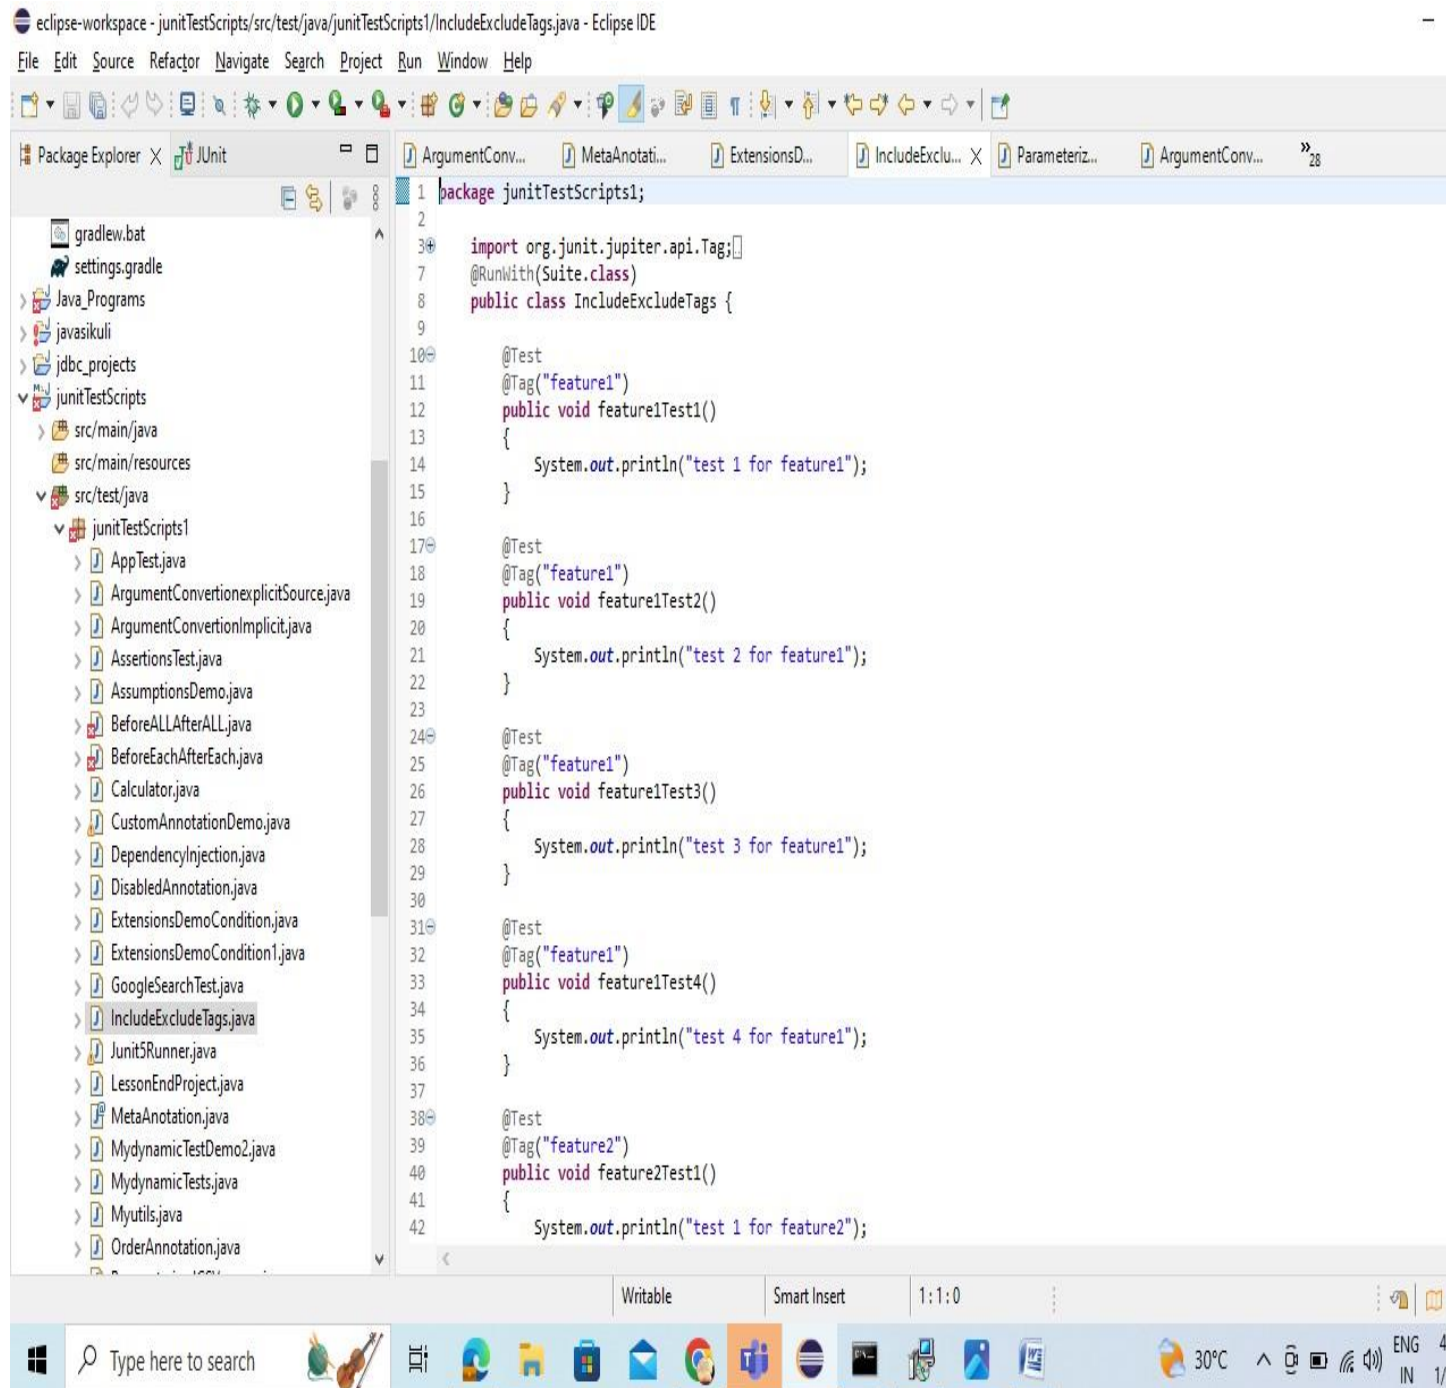 eclipse-workspace - junitTestScripts/src/test/java/junitTestScripts1/IncludeExcludeTags.java - Eclipse IDE
File Edit Source Refactor Navigate Search Project Run Window Help
Package Explorer JUnit
ArgumentConv... MetaAnotati... ExtensionsD... IncludeExclu... Parameteriz... ArgumentConv... »28
gradlew.bat
settings.gradle
Java_Programs
javasikuli
jdbc_projects
junitTestScripts
src/main/java
src/main/resources
src/test/java
junitTestScripts1
AppTest.java
ArgumentConvertionexplicitSource.java
ArgumentConvertionImplicit.java
AssertionsTest.java
AssumptionsDemo.java
BeforeALLAfterALL.java
BeforeEachAfterEach.java
Calculator.java
CustomAnnotationDemo.java
DependencyInjection.java
DisabledAnnotation.java
ExtensionsDemoCondition.java
ExtensionsDemoCondition1.java
GoogleSearchTest.java
IncludeExcludeTags.java
Junit5Runner.java
LessonEndProject.java
MetaAnotation.java
MydynamicTestDemo2.java
MydynamicTests.java
Myutils.java
OrderAnnotation.java
1 package junitTestScripts1;
2
3 import org.junit.jupiter.api.Tag;
7 @RunWith(Suite.class)
8 public class IncludeExcludeTags {
9
10 @Test
11 @Tag("feature1")
12 public void feature1Test1()
13 {
14 System.out.println("test 1 for feature1");
15 }
16
17 @Test
18 @Tag("feature1")
19 public void feature1Test2()
20 {
21 System.out.println("test 2 for feature1");
22 }
23
24 @Test
25 @Tag("feature1")
26 public void feature1Test3()
27 {
28 System.out.println("test 3 for feature1");
29 }
30
31 @Test
32 @Tag("feature1")
33 public void feature1Test4()
34 {
35 System.out.println("test 4 for feature1");
36 }
37
38 @Test
39 @Tag("feature2")
40 public void feature2Test1()
41 {
42 System.out.println("test 1 for feature2");
Writable Smart Insert 1 : 1 : 0
Type here to search 30°C ENG 4
IN 1/